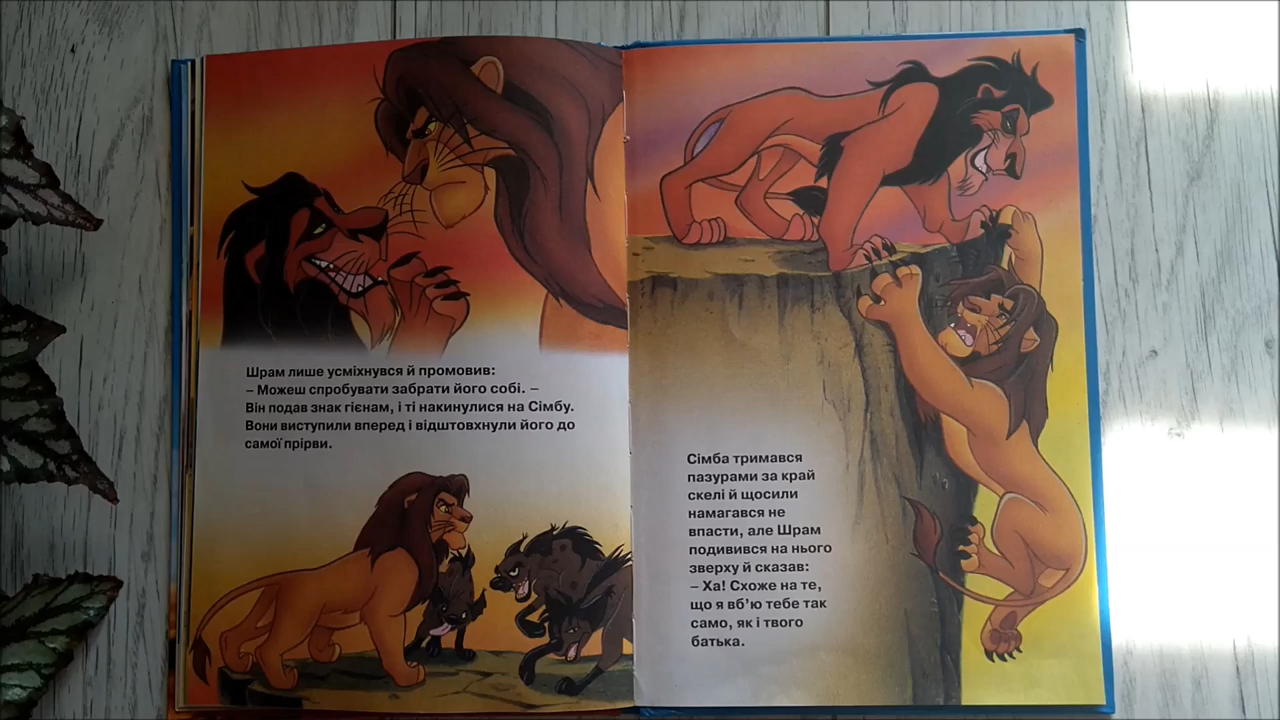 Шрам лише усміхнувся й промовив:
– Можеш спробувати забрати його собі. –
Він подав знак гієнам, і ті накинулися на Сімбу.
Вони виступили вперед і відштовхнули його до
самої прірви.
Сімба тримався
пазурами за край
скелі й щосили
намагався не
впасти, але Шрам
подивився на нього
зверху й сказав:
– Ха! Схоже на те,
що я вб’ю тебе так
само, як і твого
батька.